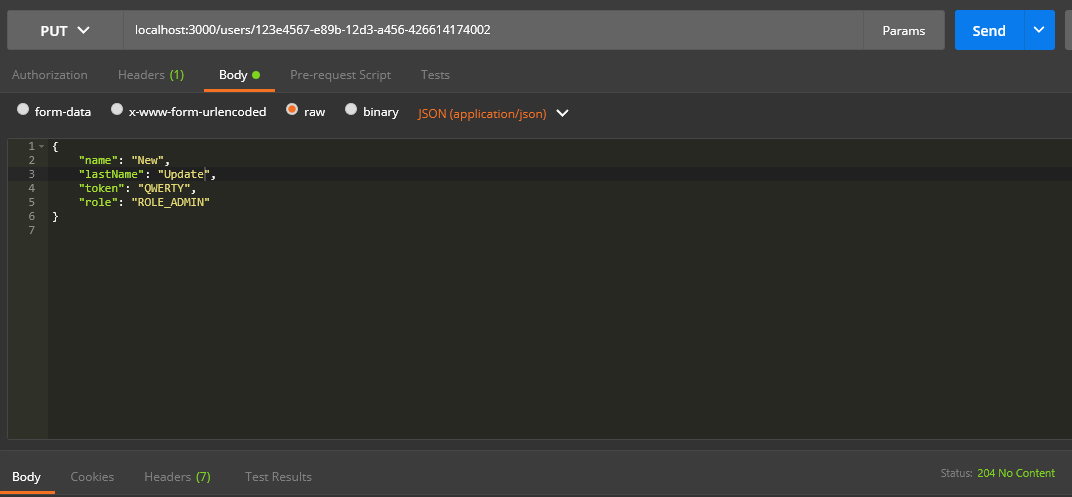 PUT localhost:3000/users/123e4567-e89b-12d3-a456-426614174002 Params Send
Authorization Headers (1) Body Pre-request Script Tests
form-data x-www-form-urlencoded raw binary JSON (application/json)
1 {
2 "name": "New",
3 "lastName": "Update",
4 "token": "QWERTY",
5 "role": "ROLE_ADMIN"
6 }
7
Body Cookies Headers (7) Test Results Status: 204 No Content